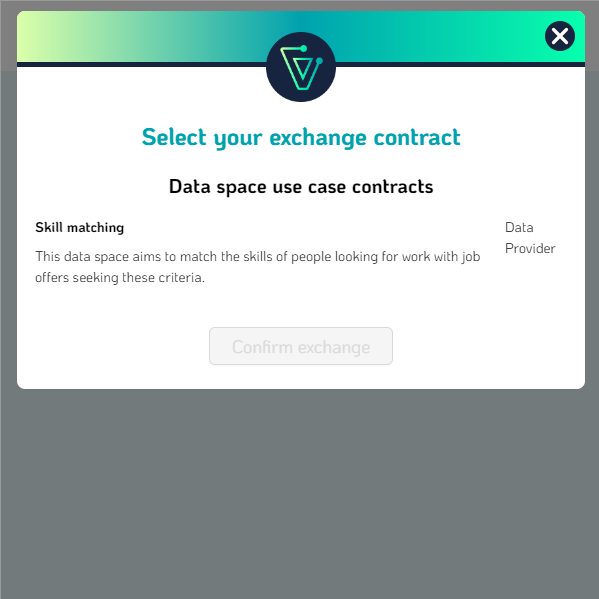 Select your exchange contract
Data space use case contracts
Skill matching
This data space aims to match the skills of people looking for work with job
offers seeking these criteria.
Data
Provider
Confirm exchange